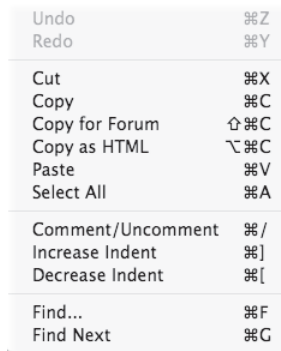 Undo ⌘Z
Redo ⌘Y
Cut ⌘X
Copy ⌘C
Copy for Forum ⇧⌘C
Copy as HTML ⌥⌘C
Paste ⌘V
Select All ⌘A
Comment/Uncomment ⌘/
Increase Indent ⌘]
Decrease Indent ⌘[
Find... ⌘F
Find Next ⌘G